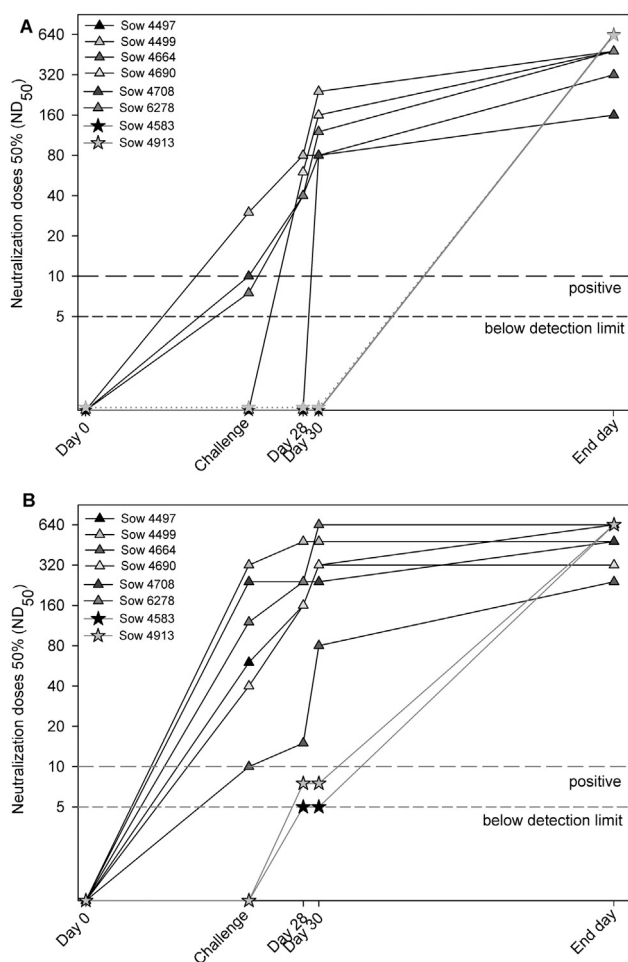 A
Sow 4497
Sow 4499
Sow 4664
Sow 4690
Sow 4708
Sow 6278
Sow 4583
Sow 4913
Neutralization doses 50% (ND50)
640
320
160
80
40
20
10
5
positive
below detection limit
Day 0
Challenge
Day 28
Day 30
End day
B
Sow 4497
Sow 4499
Sow 4664
Sow 4690
Sow 4708
Sow 6278
Sow 4583
Sow 4913
Neutralization doses 50% (ND50)
640
320
160
80
40
20
10
5
positive
below detection limit
Day 0
Challenge
Day 28
Day 30
End day